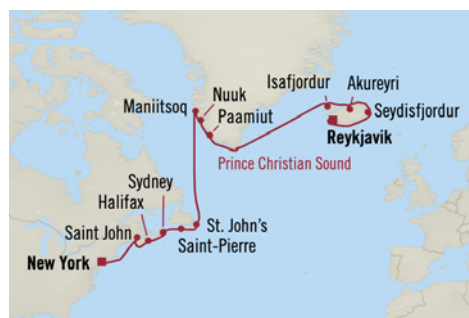 Isafjordur
Akureyri
Maniitsoq
Nuuk
Paamiut
Seydisfjordur
Reykjavik
Prince Christian Sound
Sydney
Halifax
Saint John
St. John's
Saint-Pierre
New York